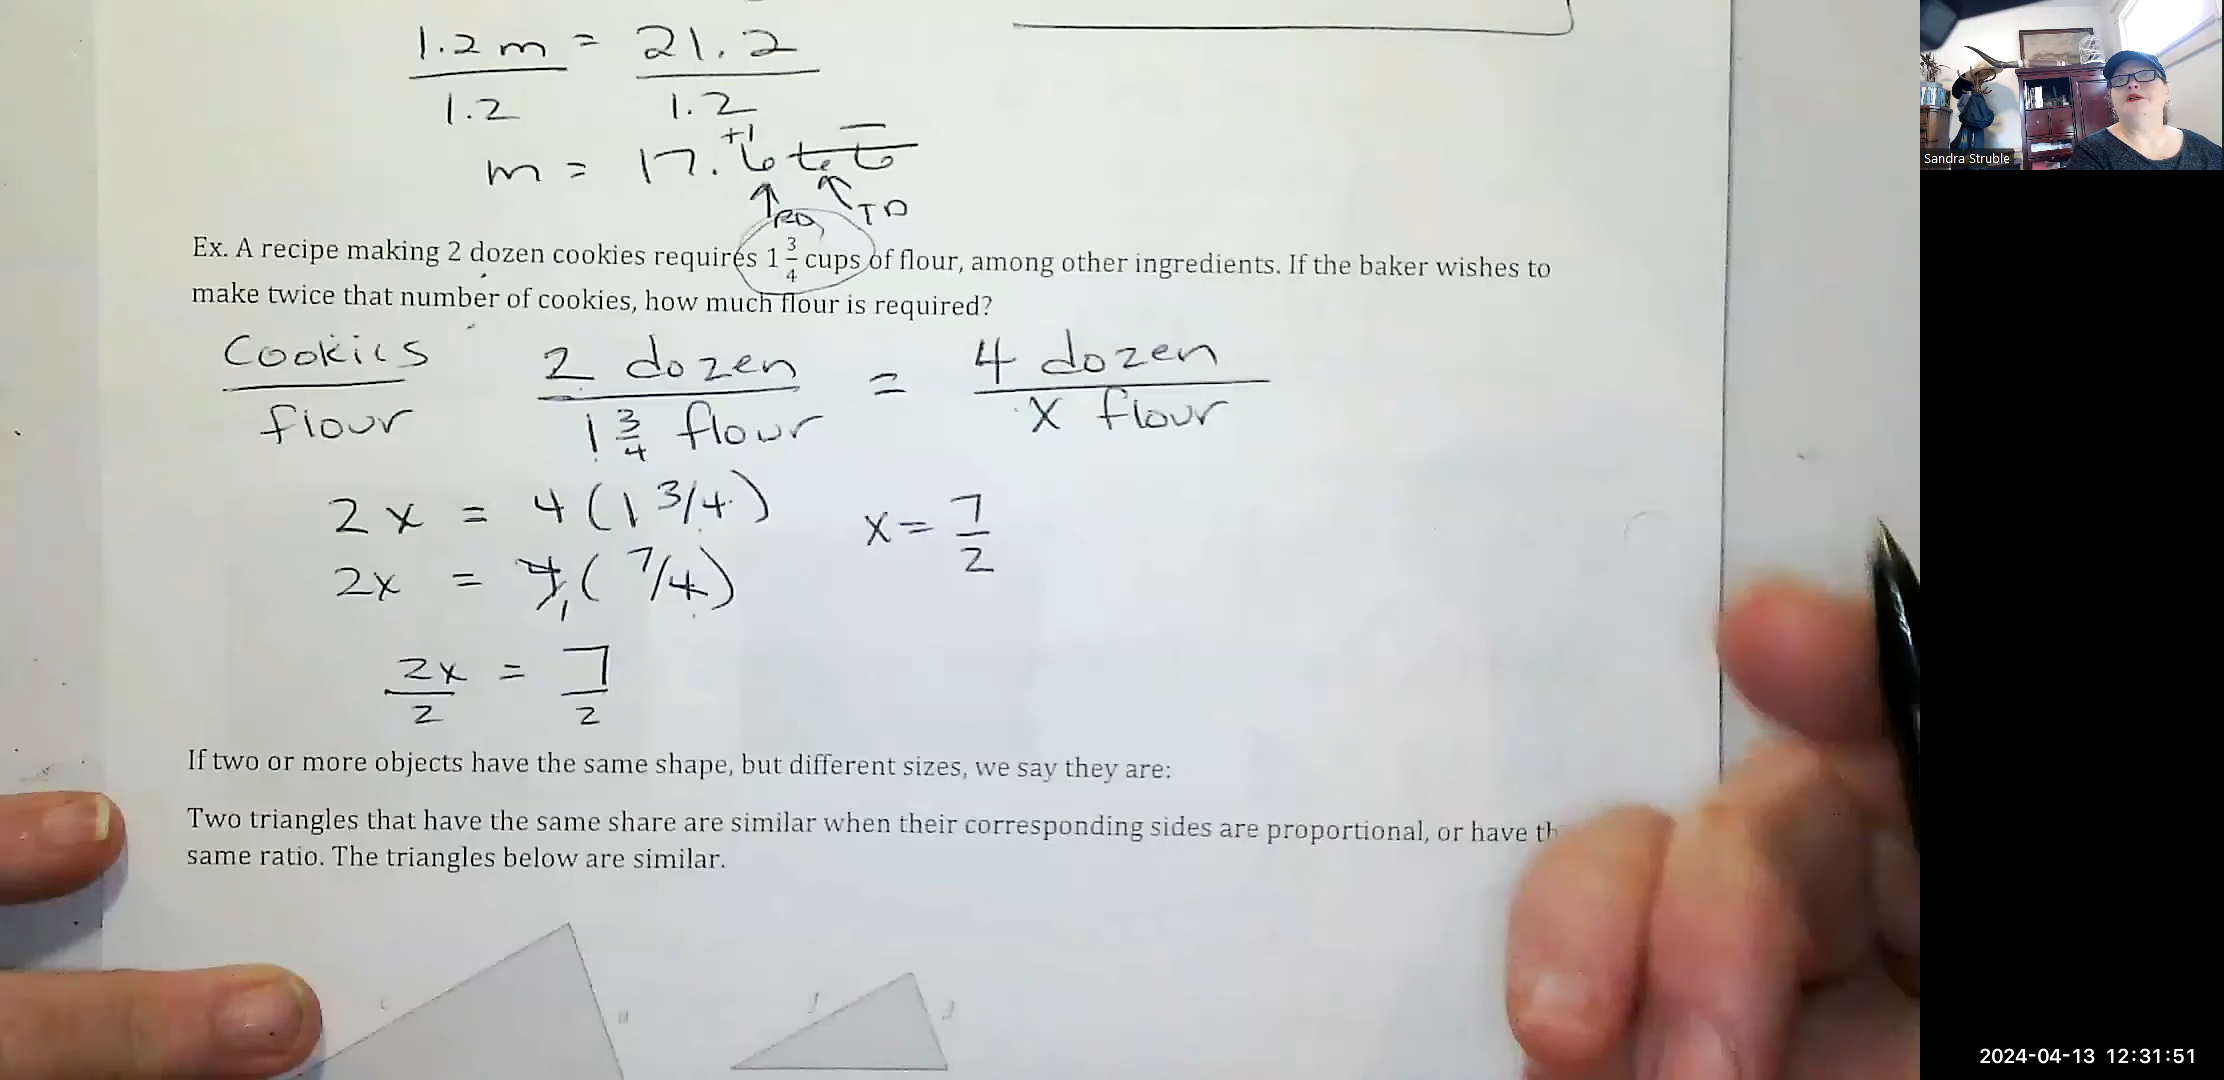 1.2 m = 21.2
1.2 1.2
+1
m = 17.666
RD TD
Ex. A recipe making 2 dozen cookies requires 1 3/4 cups of flour, among other ingredients. If the baker wishes to
make twice that number of cookies, how much flour is required?
Cookies 2 dozen = 4 dozen
flour 1 3/4 flour x flour
2x = 4(1 3/4) x = 7/2
2x = 4 1(7/4)
2x = 7
2 2
If two or more objects have the same shape, but different sizes, we say they are:
Two triangles that have the same share are similar when their corresponding sides are proportional, or have th
same ratio. The triangles below are similar.
Sandra Struble
2024-04-13 12:31:51